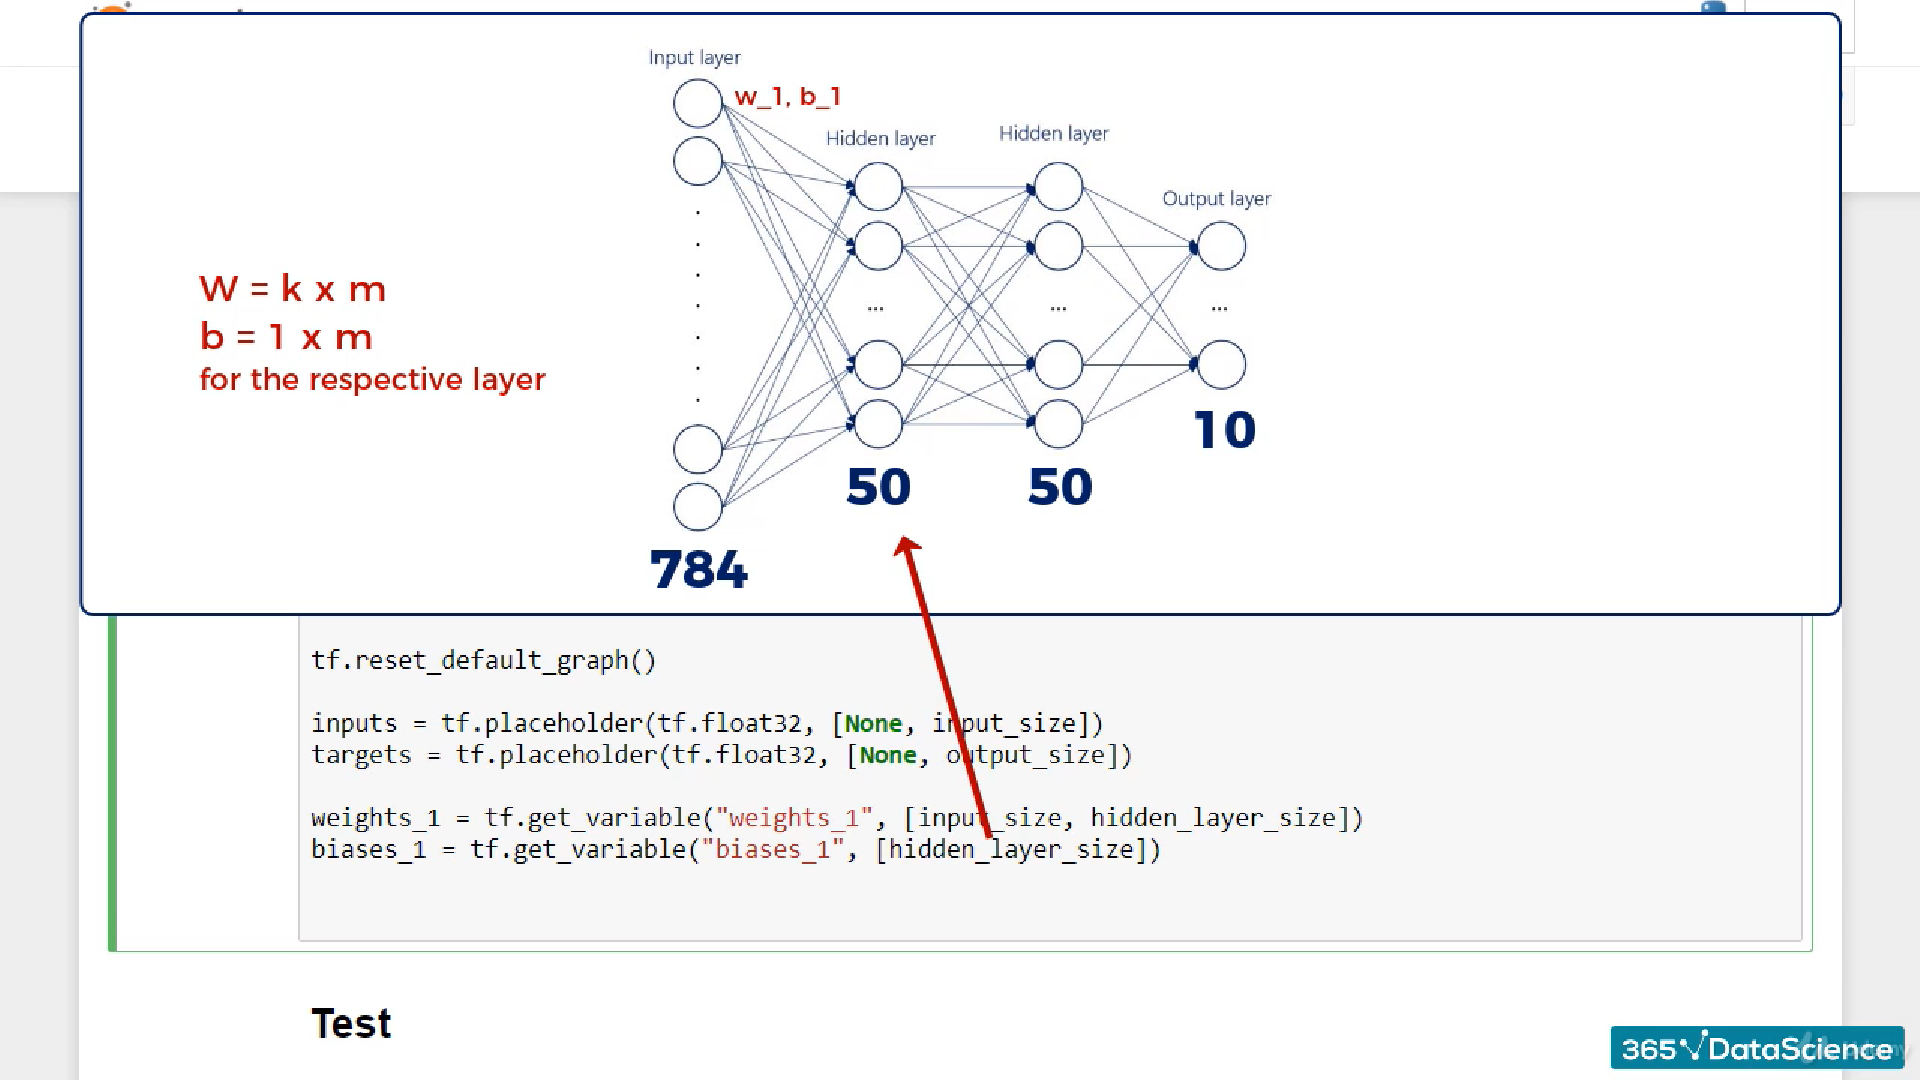 Input layer
w_1, b_1
Hidden layer
Hidden layer
Output layer
W = k x m
b = 1 x m
for the respective layer
...
...
...
10
50
50
784
tf.reset_default_graph()
inputs = tf.placeholder(tf.float32, [None, input_size])
targets = tf.placeholder(tf.float32, [None, output_size])
weights_1 = tf.get_variable("weights_1", [input_size, hidden_layer_size])
biases_1 = tf.get_variable("biases_1", [hidden_layer_size])
Test
365 DataScience